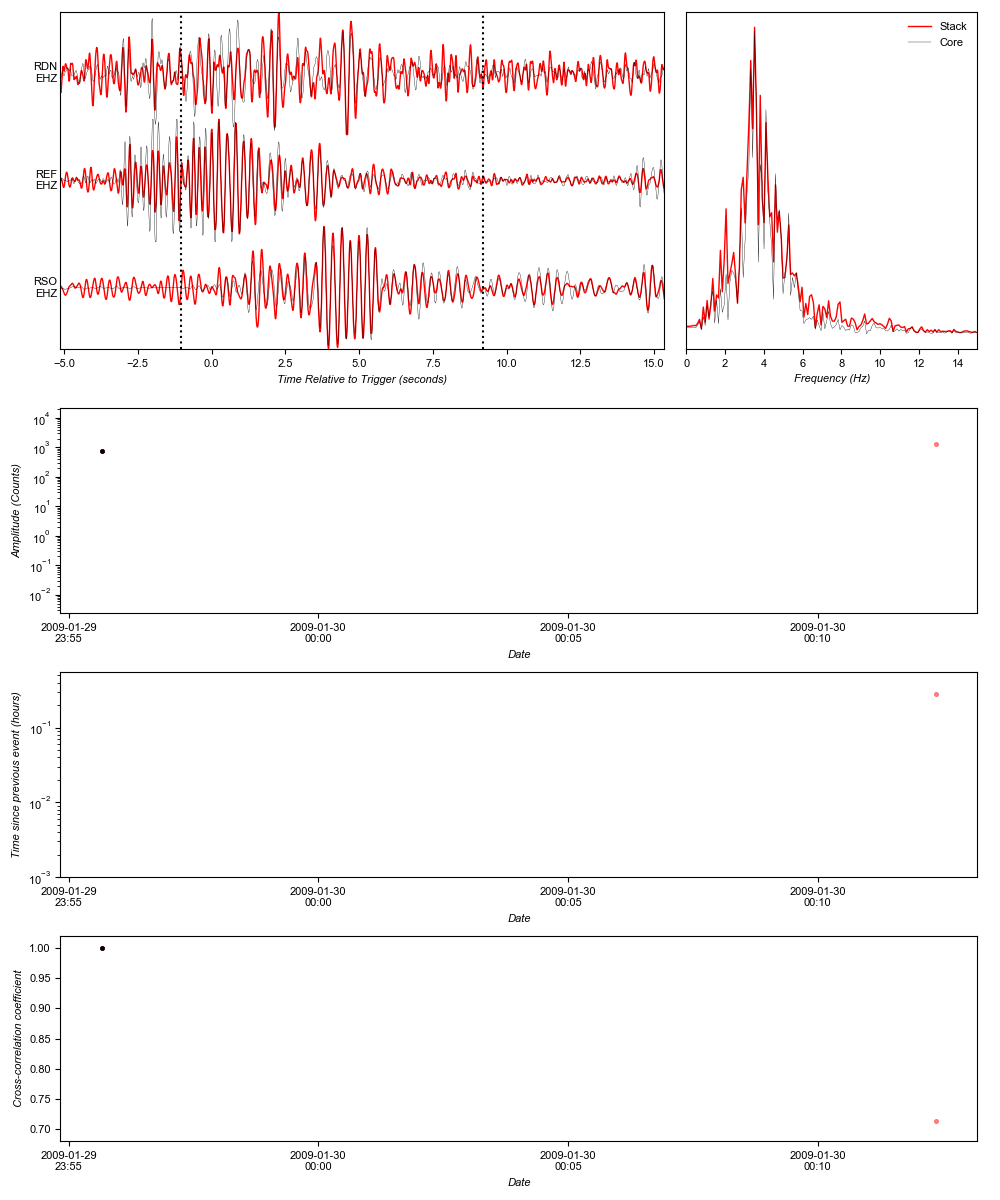 RDN
EHZ
REF
EHZ
RSO
EHZ
−5.0 −2.5 0.0 2.5 5.0 7.5 10.0 12.5 15.0
Time Relative to Trigger (seconds)
Stack
Core
0 2 4 6 8 10 12 14
Frequency (Hz)
10^4
10^3
10^2
10^1
10^0
10^−1
10^−2
Amplitude (Counts)
2009-01-29
23:55
2009-01-30
00:00
2009-01-30
00:05
2009-01-30
00:10
Date
10^−1
10^−2
10^−3
Time since previous event (hours)
2009-01-29
23:55
2009-01-30
00:00
2009-01-30
00:05
2009-01-30
00:10
Date
1.00
0.95
0.90
0.85
0.80
0.75
0.70
Cross-correlation coefficient
2009-01-29
23:55
2009-01-30
00:00
2009-01-30
00:05
2009-01-30
00:10
Date